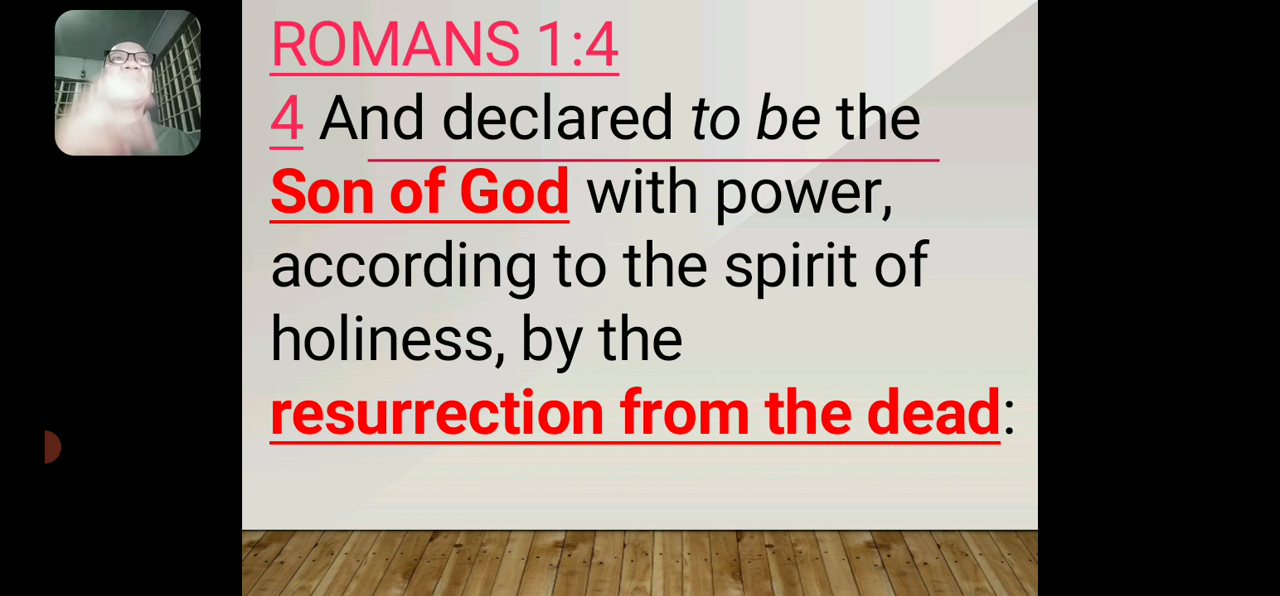 ROMANS 1:4
4 And declared to be the
Son of God with power,
according to the spirit of
holiness, by the
resurrection from the dead: